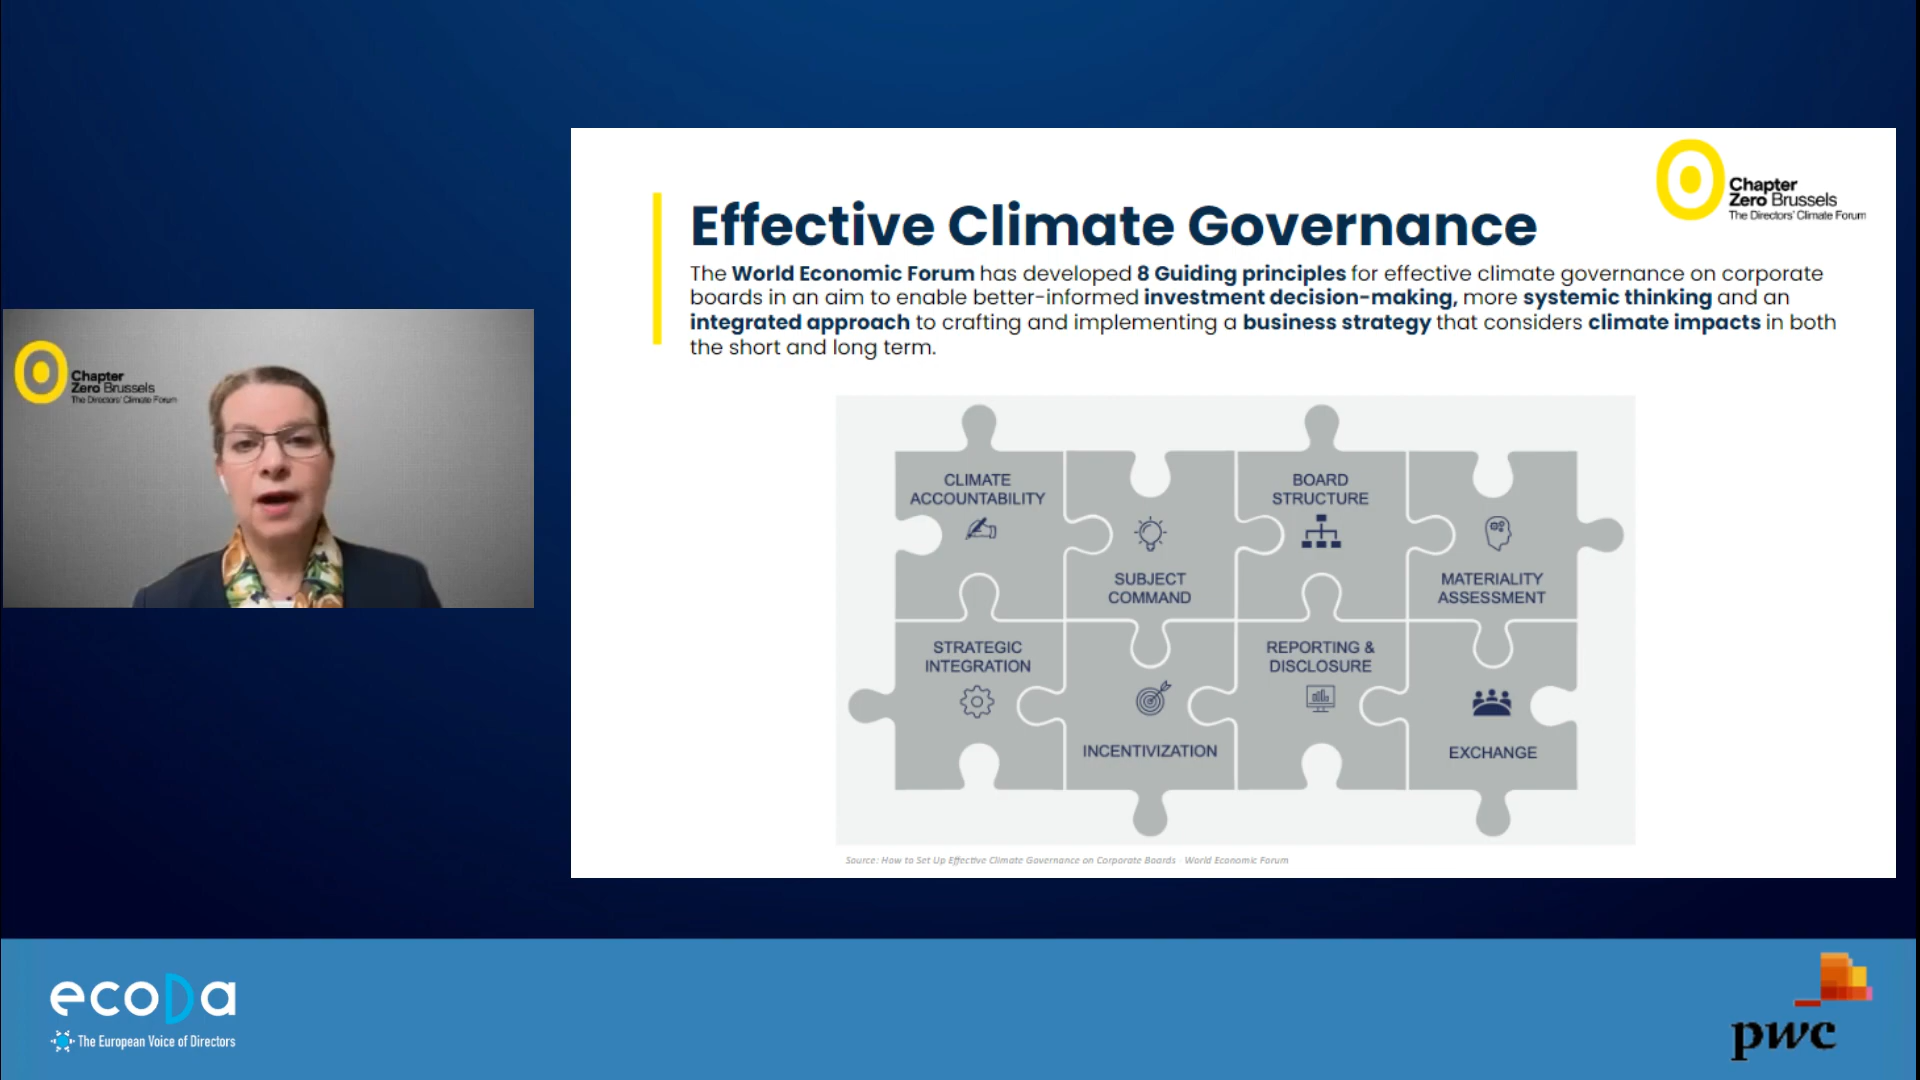 Chapter
Zero Brussels
The Directors' Climate Forum
Effective Climate Governance
The World Economic Forum has developed 8 Guiding principles for effective climate governance on corporate
boards in an aim to enable better-informed investment decision-making, more systemic thinking and an
integrated approach to crafting and implementing a business strategy that considers climate impacts in both
the short and long term.
Chapter
Zero Brussels
The Directors' Climate Forum
CLIMATE
ACCOUNTABILITY
SUBJECT
COMMAND
BOARD
STRUCTURE
MATERIALITY
ASSESSMENT
STRATEGIC
INTEGRATION
INCENTIVIZATION
REPORTING &
DISCLOSURE
EXCHANGE
Source: How to Set Up Effective Climate Governance on Corporate Boards - World Economic Forum
ecoDa
The European Voice of Directors
pwc